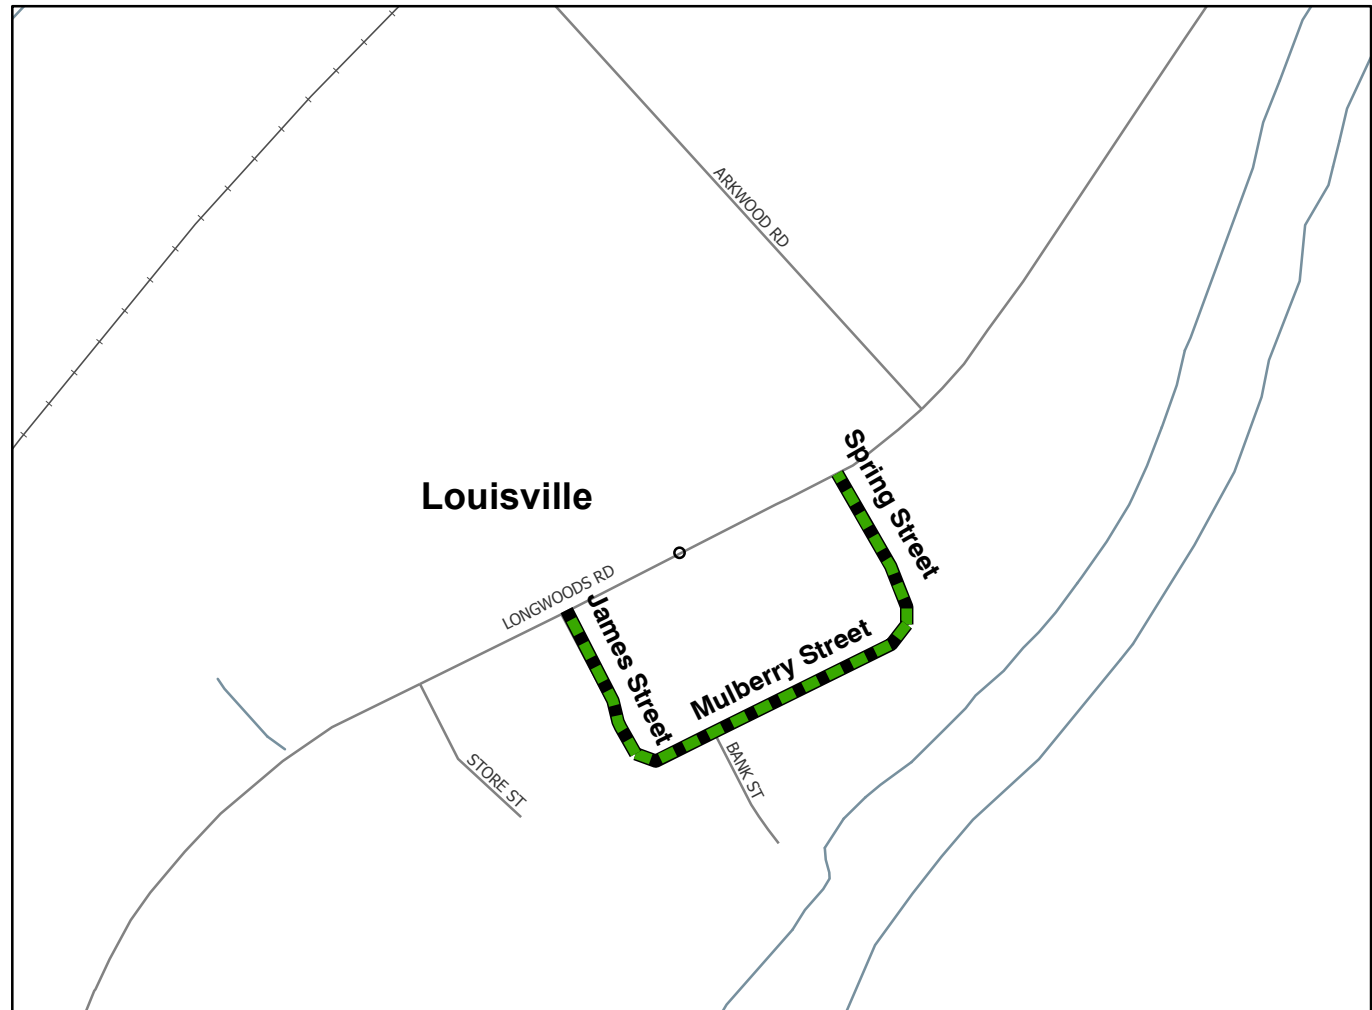 ARKWOOD RD
Spring Street
Louisville
LONGWOODS RD
James Street
Mulberry Street
STORE ST
BANK ST